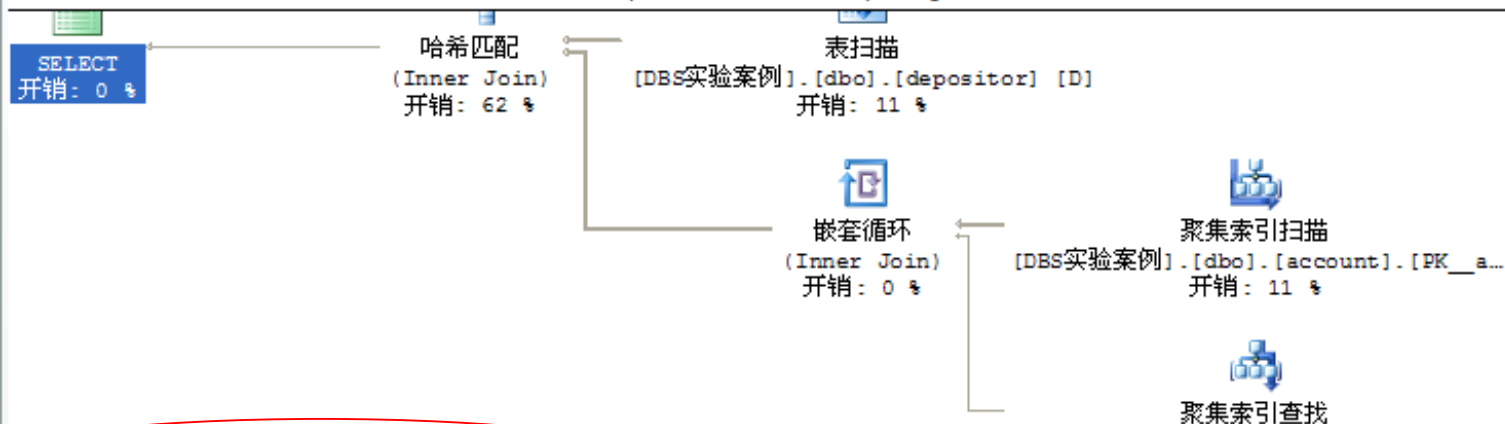 SELECT
开销: 0 %
哈希匹配
(Inner Join)
开销: 62 %
表扫描
[DBS实验案例].[dbo].[depositor] [D]
开销: 11 %
嵌套循环
(Inner Join)
开销: 0 %
聚集索引扫描
[DBS实验案例].[dbo].[account].[PK__a…
开销: 11 %
聚集索引查找